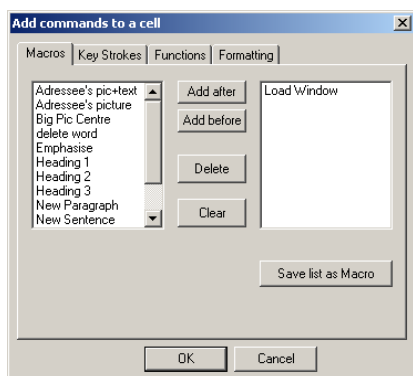 Add commands to a cell
Macros Key Strokes Functions Formatting
Adressee's pic+text
Adressee's picture
Big Pic Centre
delete word
Emphasise
Heading 1
Heading 2
Heading 3
New Paragraph
New Sentence
Add after
Add before
Delete
Clear
Load Window
Save list as Macro
OK Cancel